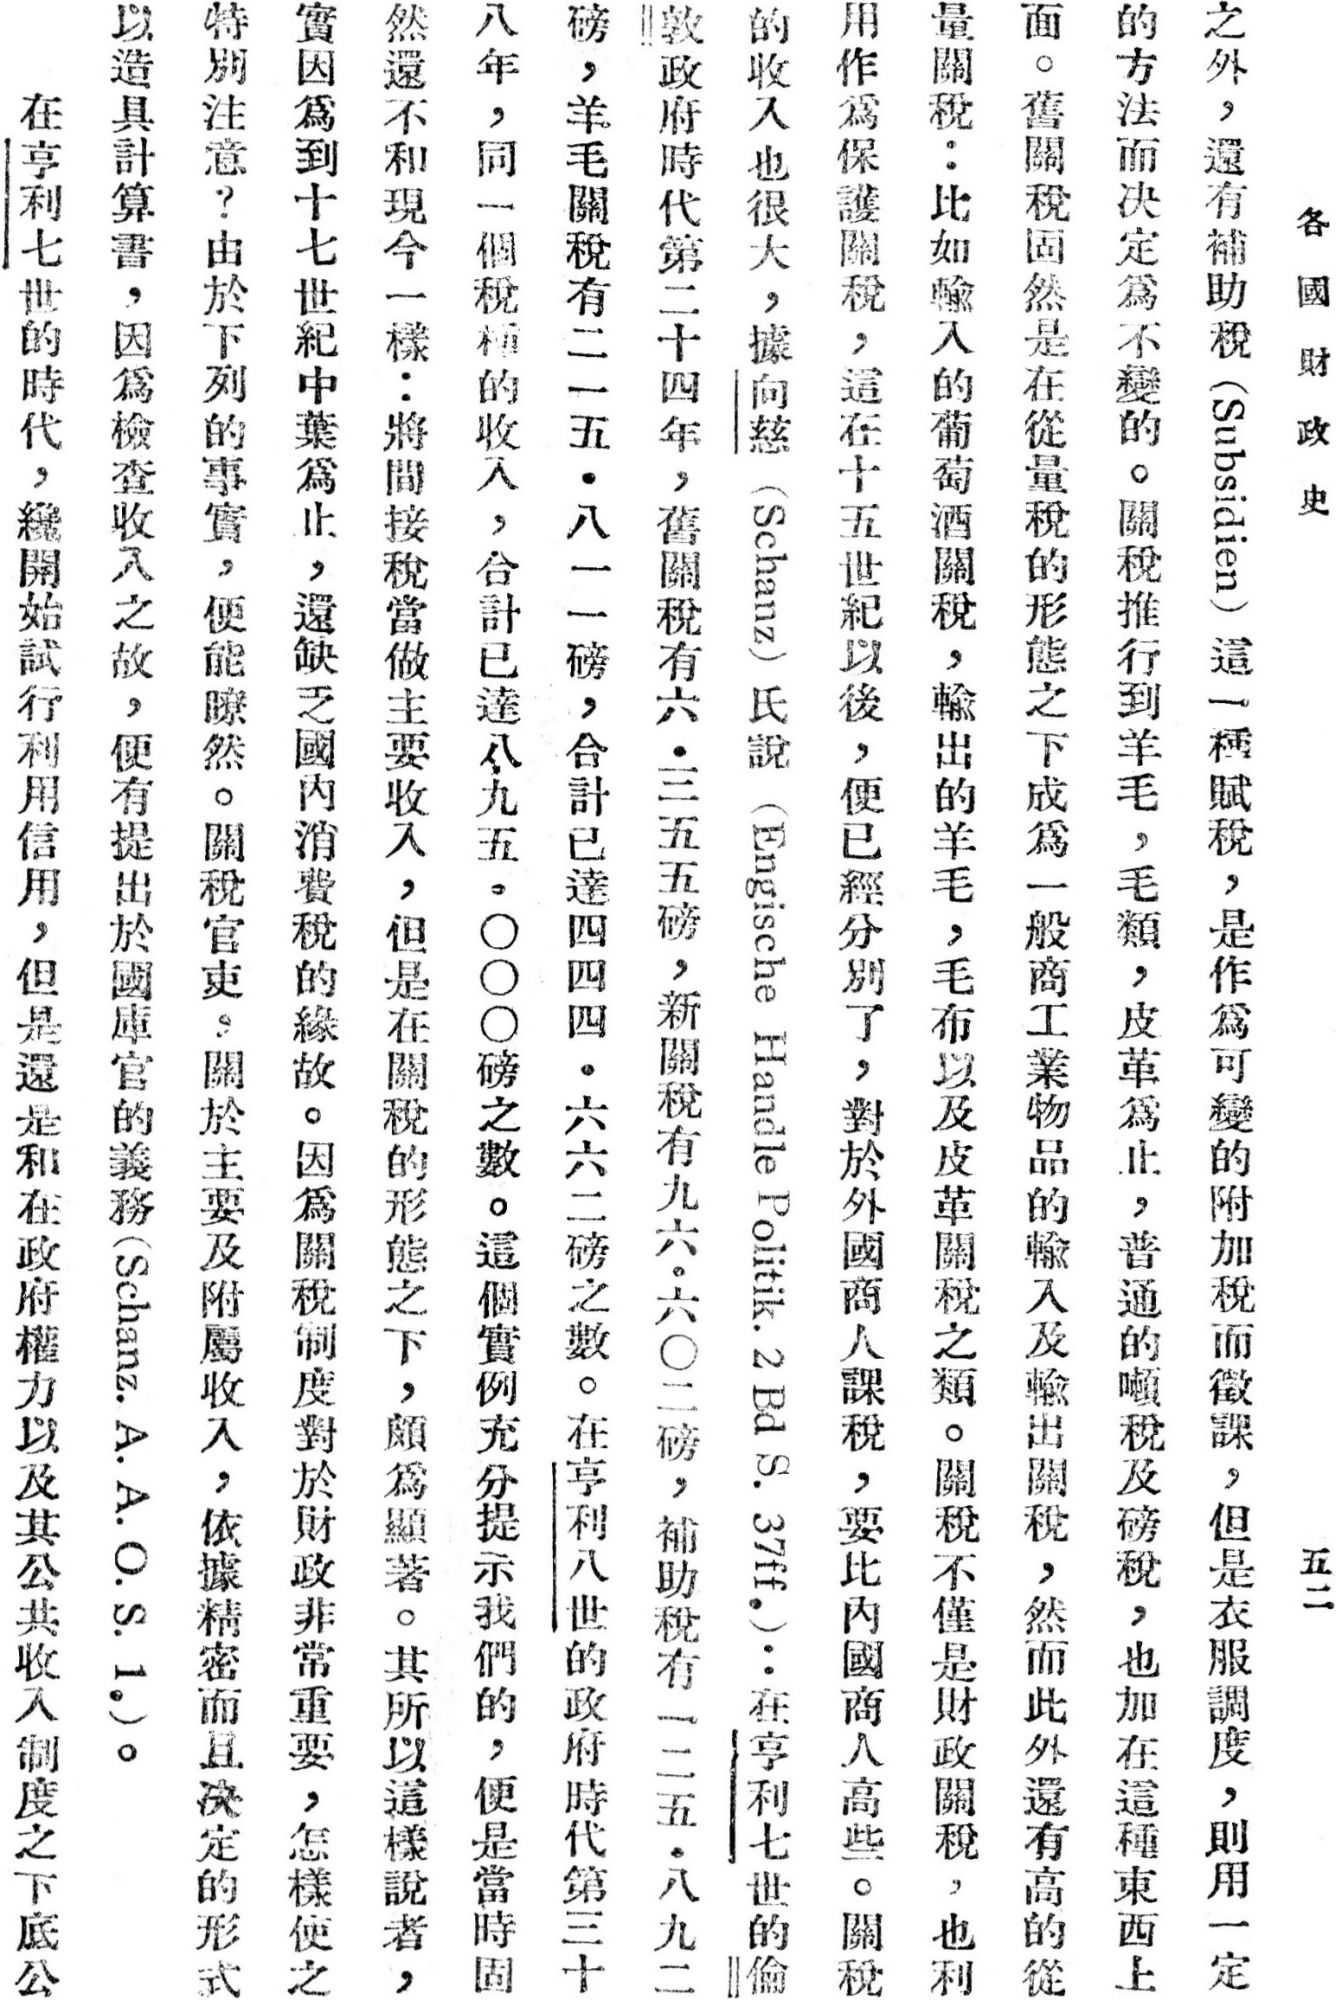 各國財政史
五二
之外，還有補助稅(Subsidien)這一種賦稅，是作爲可變的附加稅而徵課，但是衣服調度，則用一定
的方法而決定爲不變的。關稅推行到羊毛，毛類，皮革爲止，普通的噸稅及磅稅，也加在這種東西上
面。舊關稅固然是在從量稅的形態之下成爲一般商工業物品的輸入及輸出關稅，然而此外還有高的從
量關稅：比如輸入的葡萄酒關稅，輸出的羊毛，毛布以及皮革關稅之類。關稅不僅是財政關稅，也利
用作爲保護關稅，這在十五世紀以後，便已經分別了，對於外國商人課稅，要比內國商人高些。關稅
的收入也很大，據向慈（Schanz）氏說（Engische Handle Politik. 2 Bd S. 37ff.）：在亨利七世的倫
敦政府時代第二十四年，舊關稅有六・三五五磅，新關稅有九六・六〇二磅，補助稅有一二五・八九二
磅，羊毛關稅有二一五・八一一磅，合計已達四四四・六六二磅之數。在亨利八世的政府時代第三十
八年，同一個稅種的收入，合計已達八九五・〇〇〇磅之數。這個實例充分提示我們的，便是當時固
然還不和現今一樣：將間接稅當做主要收入，但是在關稅的形態之下，頗爲顯著。其所以這樣說者，
實因爲到十七世紀中葉爲止，還缺乏國內消費稅的緣故。因爲關稅制度對於財政非常重要，怎樣使之
特別注意？由於下列的事實，便能瞭然。關稅官吏，關於主要及附屬收入，依據精密而且決定的形式
以造具計算書，因爲檢查收入之故，便有提出於國庫官的義務(Schanz. A. A. O. S. 1.)。
在亨利七世的時代，纔開始試行利用信用，但是還是和在政府權力以及其公共收入制度之下底公